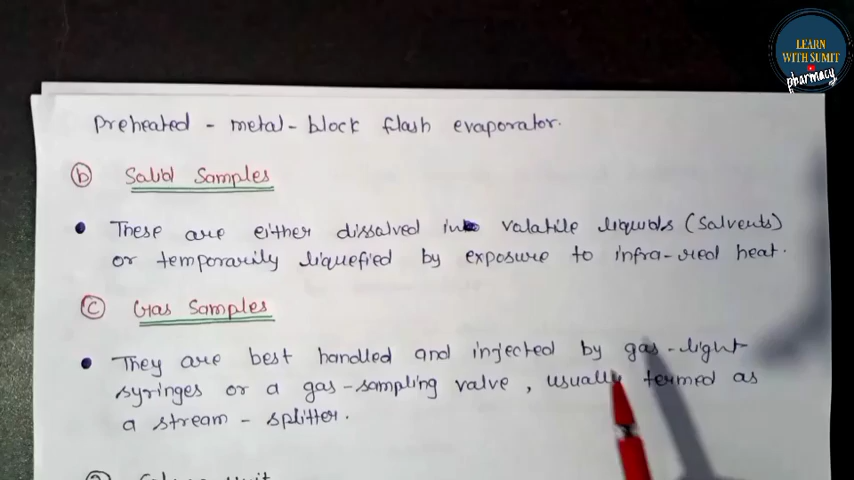 LEARN
WITH SUMIT
pharmacy
Preheated - metal - block flash evaporator.
ⓑ Solid Samples
• These are either dissolved into volatile liquids (solvents)
or temporarily liquefied by exposure to infra-red heat.
ⓒ Gas Samples
• They are best handled and injected by gas-tight
syringes or a gas-sampling valve, usually termed as
a stream - splitter.